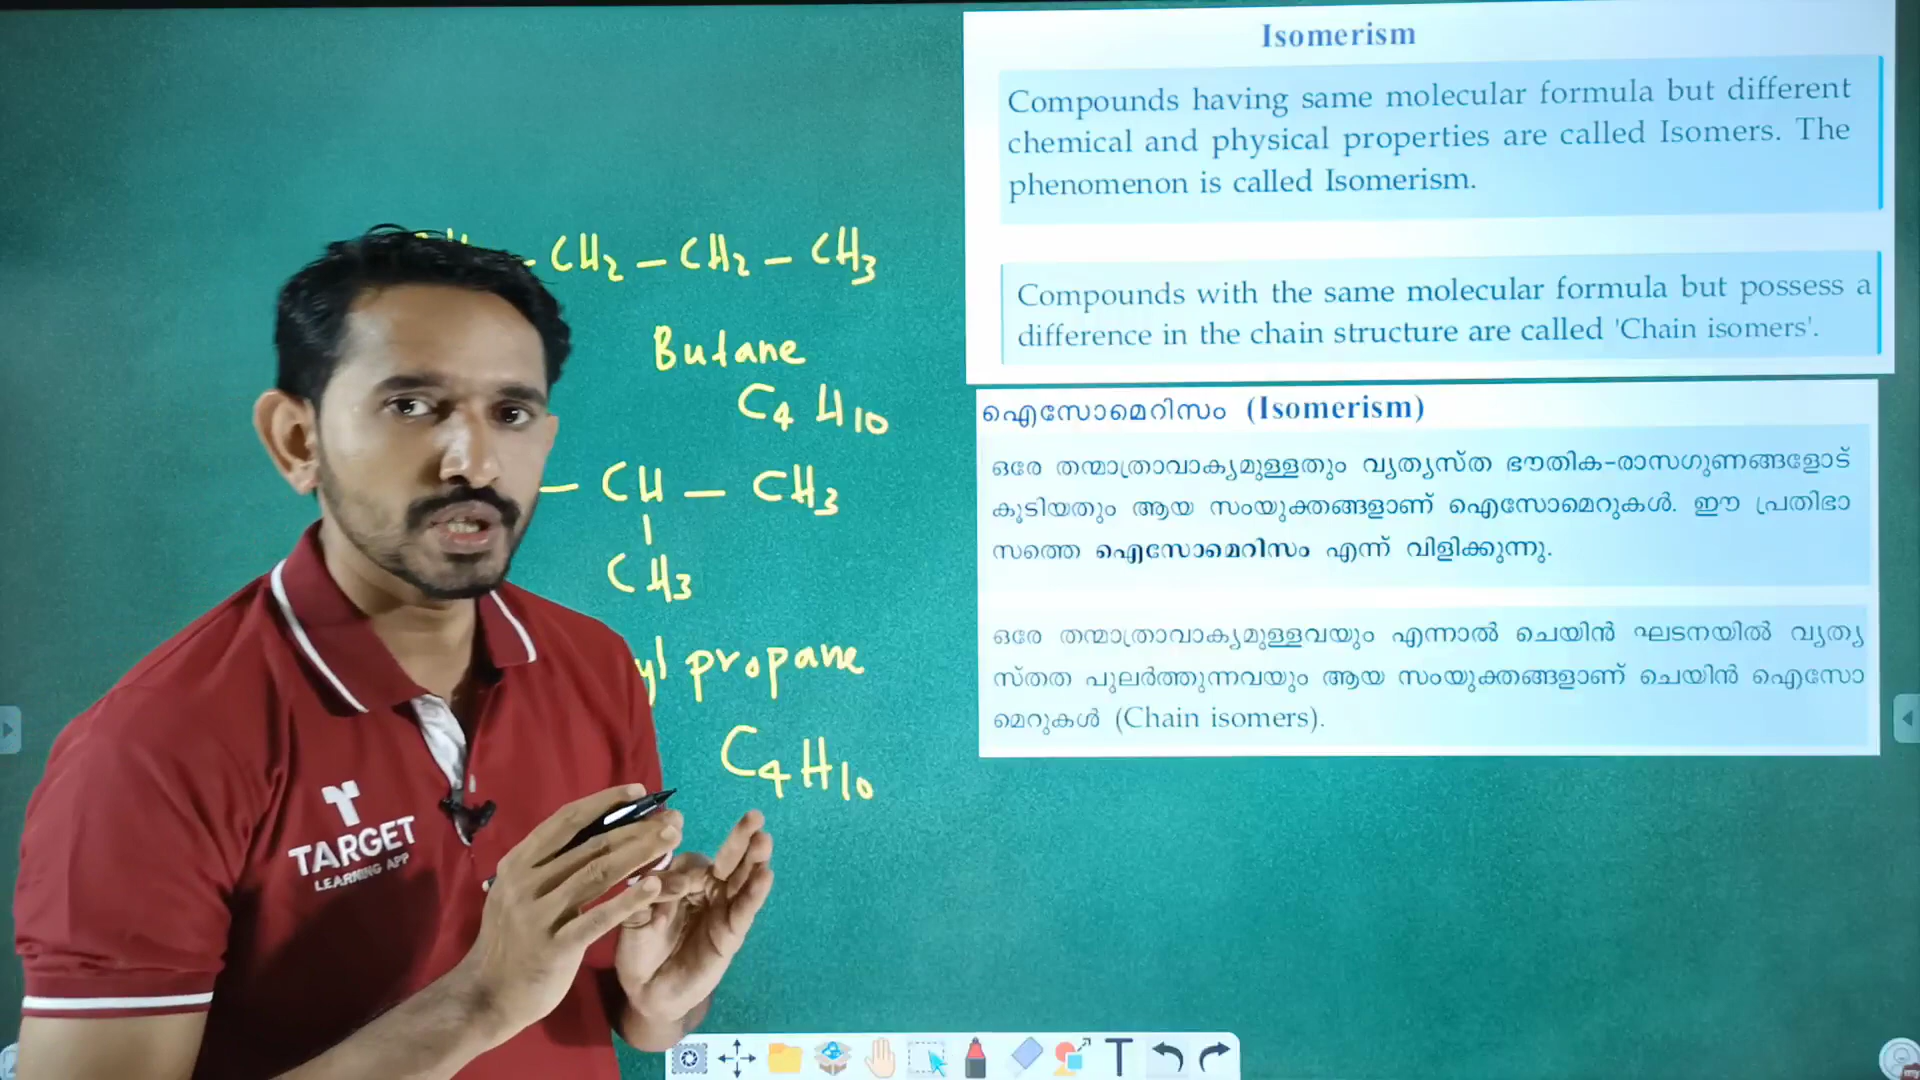 Isomerism
Compounds having same molecular formula but different
chemical and physical properties are called Isomers. The
phenomenon is called Isomerism.
Compounds with the same molecular formula but possess a
difference in the chain structure are called 'Chain isomers'.
ഐസോമെറിസം (Isomerism)
ഒരേ തന്മാത്രാവാക്യമുള്ളതും വ്യത്യസ്ത ഭൗതിക-രാസഗുണങ്ങളോട്
കൂടിയതും ആയ സംയുക്തങ്ങളാണ് ഐസോമെറുകൾ. ഈ പ്രതിഭാ
സത്തെ ഐസോമെറിസം എന്ന് വിളിക്കുന്നു.
ഒരേ തന്മാത്രാവാക്യമുള്ളവയും എന്നാൽ ചെയിൻ ഘടനയിൽ വ്യത്യ
സ്തത പുലർത്തുന്നവയും ആയ സംയുക്തങ്ങളാണ് ചെയിൻ ഐസോ
മെറുകൾ (Chain isomers).
- CH2 - CH2 - CH3
Butane
C4 H10
- CH - CH3
|
CH3
yl propane
C4H10
TARGET
LEARNING APP
T